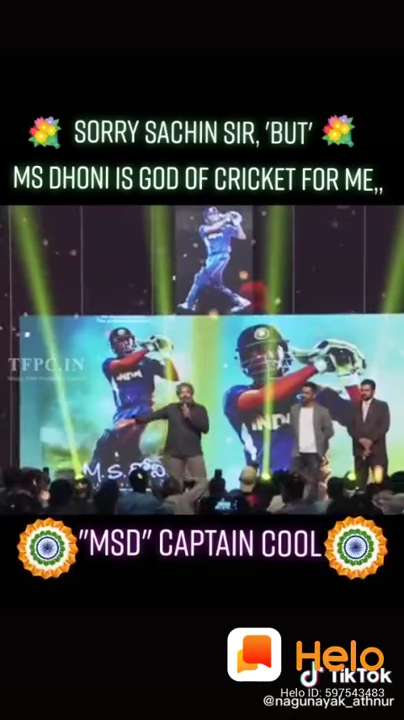 SORRY SACHIN SIR, 'BUT'
MS DHONI IS GOD OF CRICKET FOR ME,,
TFPC.IN
INDIA
M.S.ధోని
"MSD" CAPTAIN COOL
Helo
TikTok
Helo ID: 597543483
@nagunayak_athnur